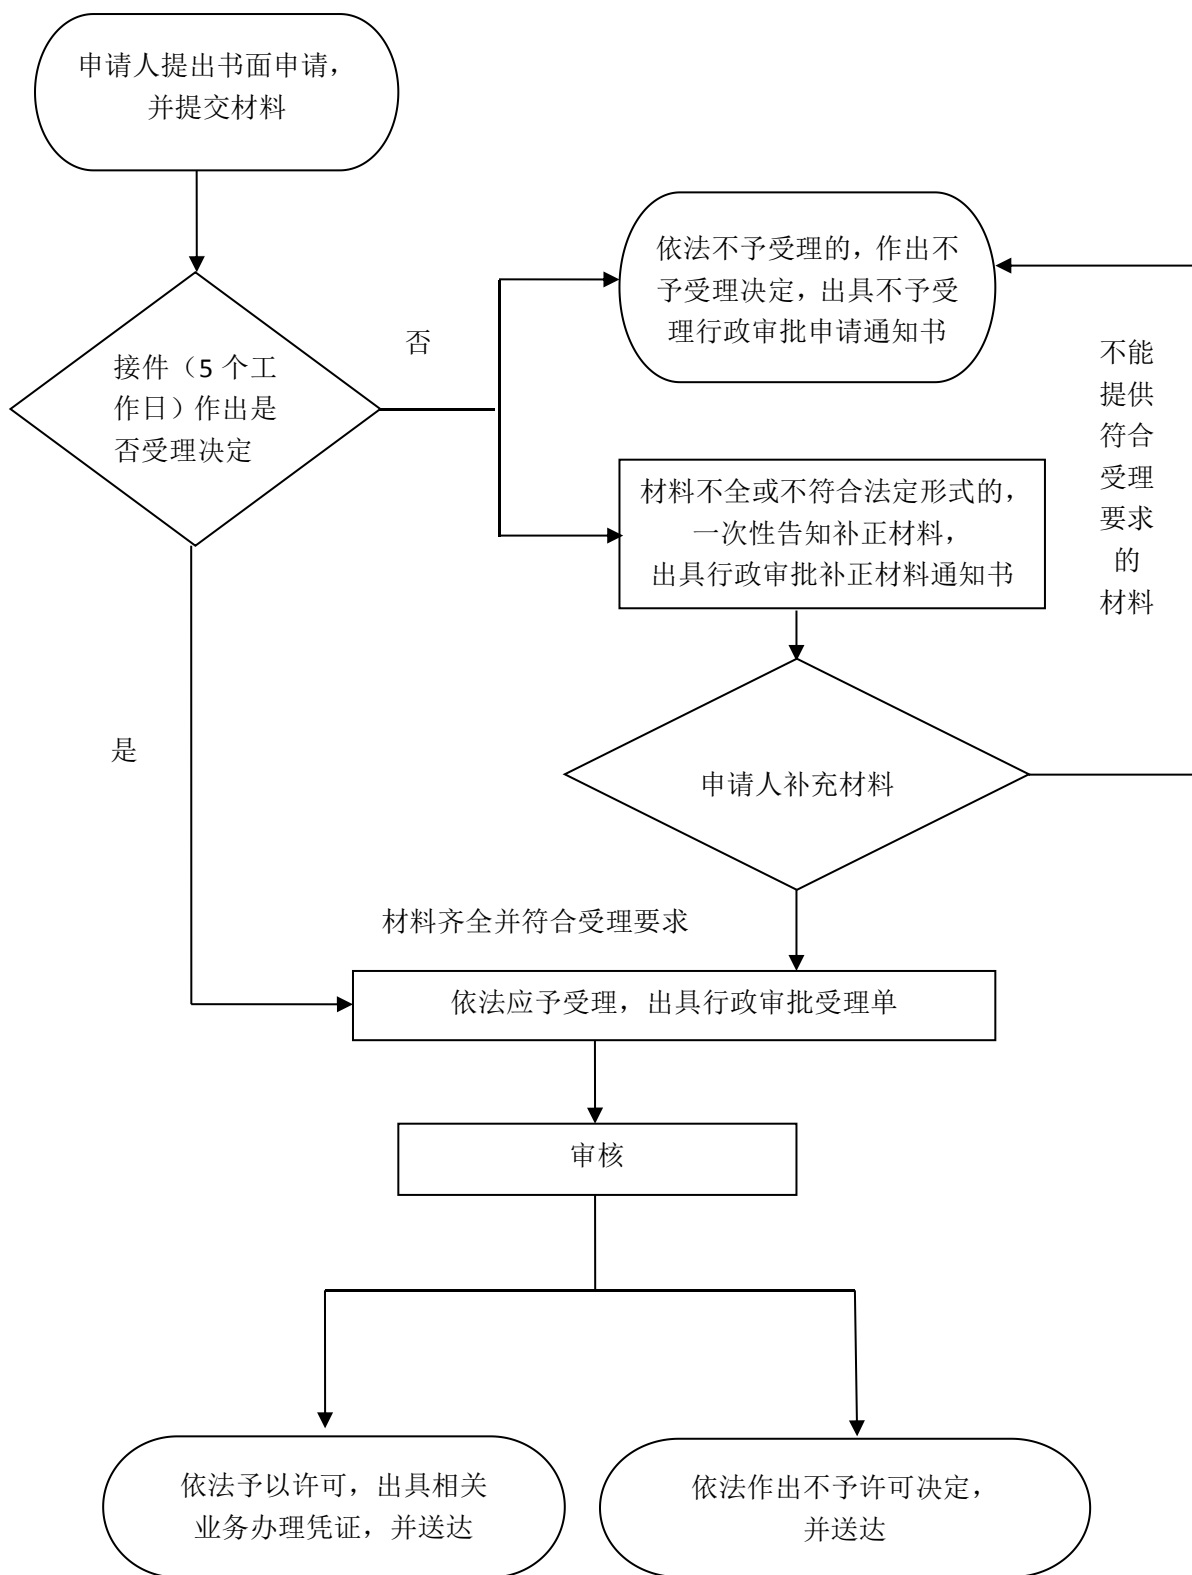 申请人提出书面申请，
并提交材料
依法不予受理的，作出不
予受理决定，出具不予受
理行政审批申请通知书
否
接件（5 个工
作日）作出是
否受理决定
不能
提供
符合
受理
要求
的
材料
材料不全或不符合法定形式的，
一次性告知补正材料，
出具行政审批补正材料通知书
是
申请人补充材料
材料齐全并符合受理要求
依法应予受理，出具行政审批受理单
审核
依法予以许可，出具相关
业务办理凭证，并送达
依法作出不予许可决定，
并送达